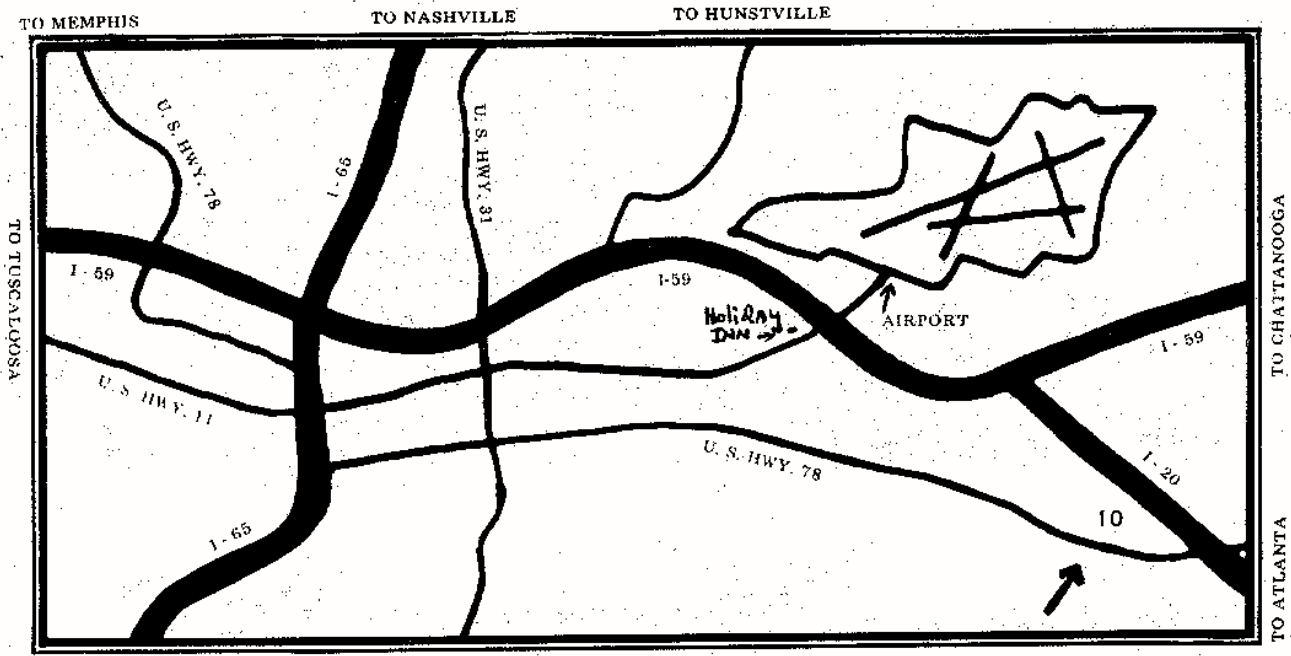 TO MEMPHIS
TO NASHVILLE
TO HUNSTVILLE
U. S. HWY. 78
I-65
U. S. HWY. 31
TO TUSCALOOSA
I - 59
I-59
HoliDAy
INN
AIRPORT
TO CHATTANOOGA
I - 59
U. S. HWY. 11
U. S. HWY. 78
I - 20
10
I - 65
TO ATLANTA